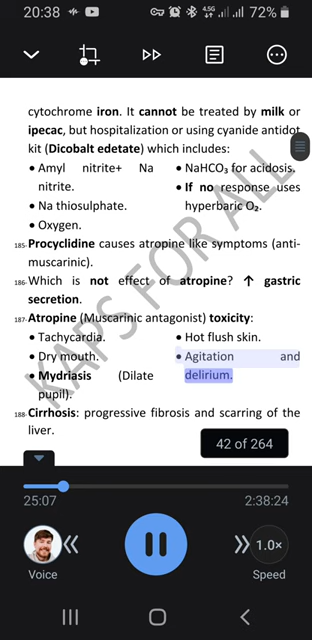 20:38
4.5G
72%
cytochrome iron. It cannot be treated by milk or
ipecac, but hospitalization or using cyanide antidot
kit (Dicobalt edetate) which includes:
• Amyl nitrite+ Na
nitrite.
• Na thiosulphate.
• Oxygen.
• NaHCO₃ for acidosis.
• If no response uses
hyperbaric O₂.
185- Procyclidine causes atropine like symptoms (anti-
muscarinic).
186- Which is not effect of atropine? ↑ gastric
secretion.
187- Atropine (Muscarinic antagonist) toxicity:
• Tachycardia.
• Dry mouth.
• Mydriasis (Dilate
pupil).
• Hot flush skin.
• Agitation and
delirium.
188- Cirrhosis: progressive fibrosis and scarring of the
liver.
KAPS FOR ALL
42 of 264
25:07
2:38:24
1.0×
Voice
Speed